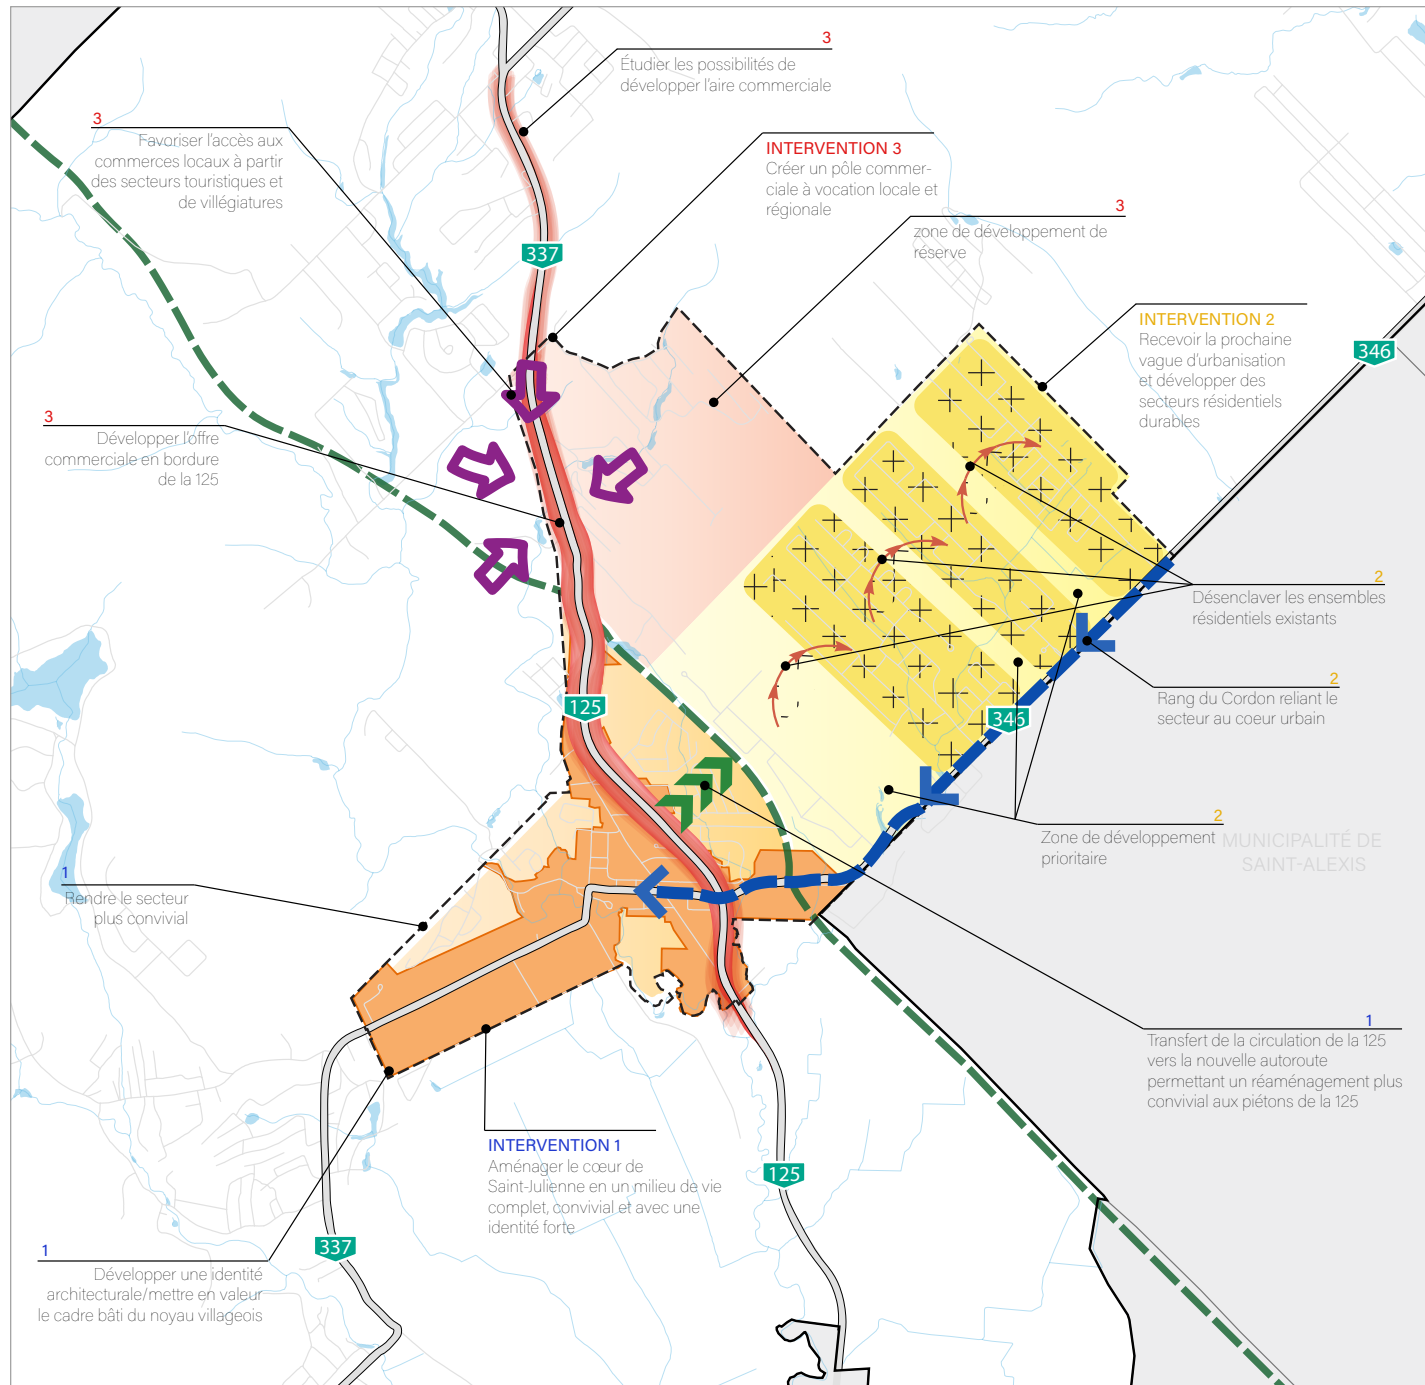 3
Étudier les possibilités de
développer l'aire commerciale
3
Favoriser l'accès aux
commerces locaux à partir
des secteurs touristiques et
de villégiatures
INTERVENTION 3
Créer un pôle commer-
ciale à vocation locale et
régionale
3
zone de développement de
réserve
337
INTERVENTION 2
Recevoir la prochaine
vague d'urbanisation
et développer des
secteurs résidentiels
durables
346
3
Développer l'offre
commerciale en bordure
de la 125
2
Désenclaver les ensembles
résidentiels existants
2
Rang du Cordon reliant le
secteur au coeur urbain
125
346
2
Zone de développement
prioritaire
MUNICIPALITÉ DE
SAINT-ALEXIS
1
Rendre le secteur
plus convivial
1
Transfert de la circulation de la 125
vers la nouvelle autoroute
permettant un réaménagement plus
convivial aux piétons de la 125
INTERVENTION 1
Aménager le cœur de
Saint-Julienne en un milieu de vie
complet, convivial et avec une
identité forte
125
337
1
Développer une identité
architecturale/mettre en valeur
le cadre bâti du noyau villageois